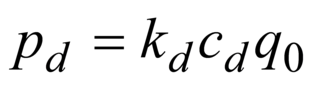 p_d = k_d c_d q_0